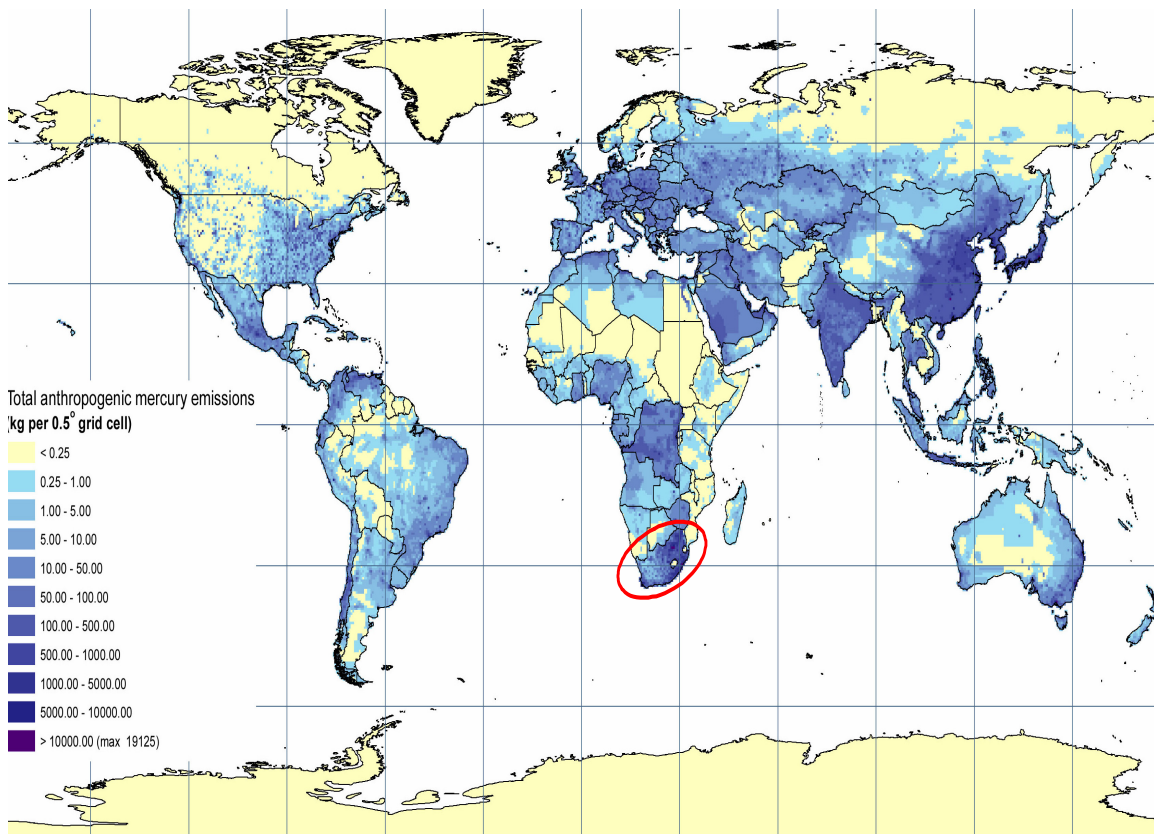 Total anthropogenic mercury emissions
(kg per 0.5° grid cell)
< 0.25
0.25 - 1.00
1.00 - 5.00
5.00 - 10.00
10.00 - 50.00
50.00 - 100.00
100.00 - 500.00
500.00 - 1000.00
1000.00 - 5000.00
5000.00 - 10000.00
> 10000.00 (max 19125)